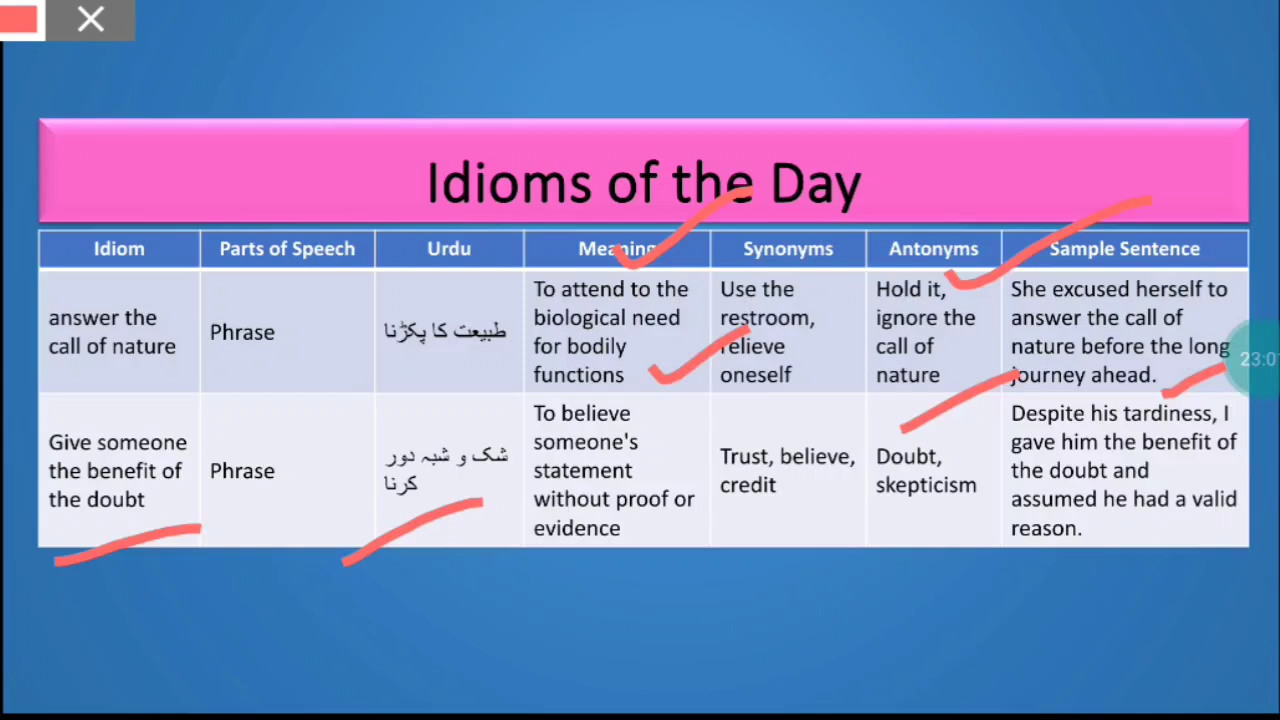 Idioms of the Day
Idiom Parts of Speech Urdu Meaning Synonyms Antonyms Sample Sentence
answer the
call of nature
Phrase
طبیعت کا پکڑنا
To attend to the
biological need
for bodily
functions
Use the
restroom,
relieve
oneself
Hold it,
ignore the
call of
nature
She excused herself to
answer the call of
nature before the long
journey ahead.
Give someone
the benefit of
the doubt
Phrase
شک و شبہ دور
کرنا
To believe
someone's
statement
without proof or
evidence
Trust, believe,
credit
Doubt,
skepticism
Despite his tardiness, I
gave him the benefit of
the doubt and
assumed he had a valid
reason.